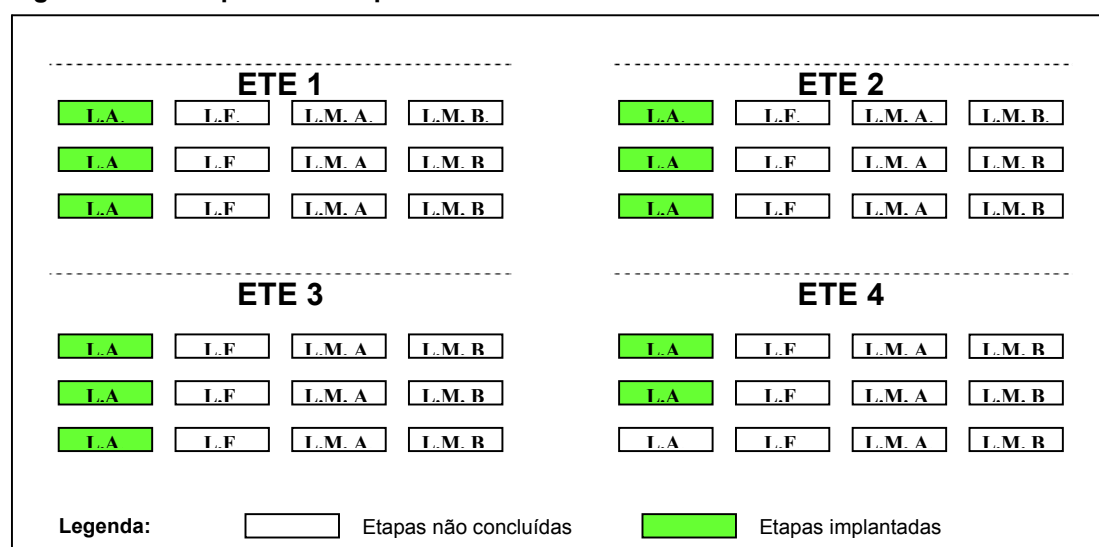 ETE 1
L.A. L.F. L.M. A. L.M. B.
L.A L.F L.M. A L.M. B
L.A L.F L.M. A L.M. B
ETE 2
L.A. L.F. L.M. A. L.M. B.
L.A L.F L.M. A L.M. B
L.A L.F L.M. A L.M. B
ETE 3
L.A L.F L.M. A L.M. B
L.A L.F L.M. A L.M. B
L.A L.F L.M. A L.M. B
ETE 4
L.A L.F L.M. A L.M. B
L.A L.F L.M. A L.M. B
L.A L.F L.M. A L.M. B
Legenda: Etapas não concluídas Etapas implantadas